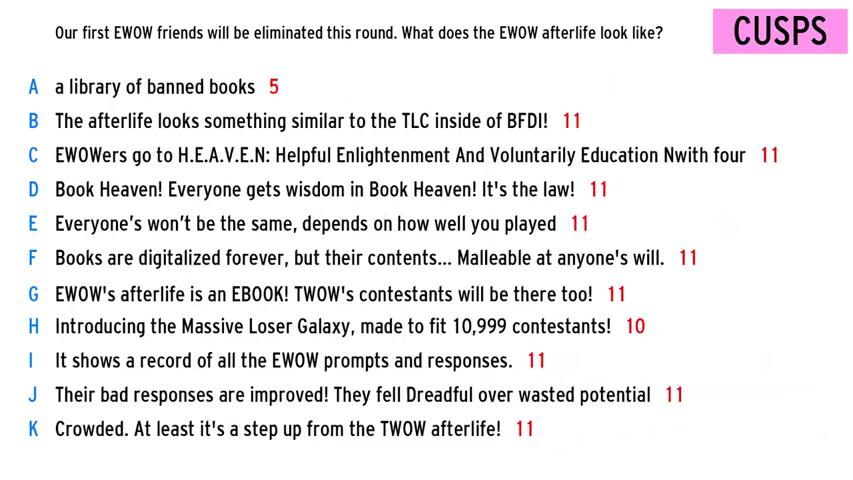 Our first EWOW friends will be eliminated this round. What does the EWOW afterlife look like?
CUSPS
A a library of banned books 5
B The afterlife looks something similar to the TLC inside of BFDI! 11
C EWOWers go to H.E.A.V.E.N: Helpful Enlightenment And Voluntarily Education Nwith four 11
D Book Heaven! Everyone gets wisdom in Book Heaven! It's the law! 11
E Everyone’s won’t be the same, depends on how well you played 11
F Books are digitalized forever, but their contents... Malleable at anyone's will. 11
G EWOW's afterlife is an EBOOK! TWOW's contestants will be there too! 11
H Introducing the Massive Loser Galaxy, made to fit 10,999 contestants! 10
I It shows a record of all the EWOW prompts and responses. 11
J Their bad responses are improved! They fell Dreadful over wasted potential 11
K Crowded. At least it's a step up from the TWOW afterlife! 11